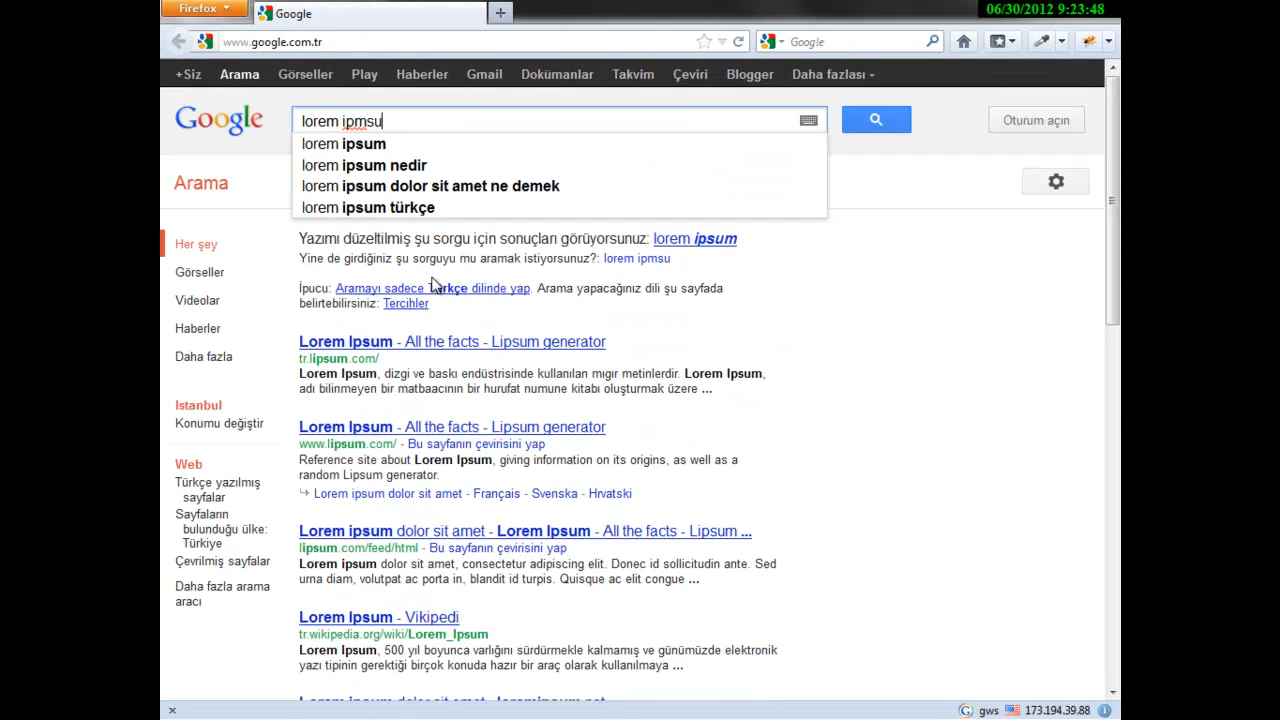 Firefox
Google
06/30/2012 9:23:48
www.google.com.tr
Google
+Siz Arama Görseller Play Haberler Gmail Dokümanlar Takvim Çeviri Blogger Daha fazlası
Google
lorem ipmsu
Oturum açın
lorem ipsum
lorem ipsum nedir
lorem ipsum dolor sit amet ne demek
lorem ipsum türkçe
Arama
Her şey
Görseller
Videolar
Haberler
Daha fazla
Istanbul
Konumu değiştir
Web
Türkçe yazılmış
sayfalar
Sayfaların
bulunduğu ülke:
Türkiye
Çevrilmiş sayfalar
Daha fazla arama
aracı
Yazımı düzeltilmiş şu sorgu için sonuçları görüyorsunuz: lorem ipsum
Yine de girdiğiniz şu sorguyu mu aramak istiyorsunuz?: lorem ipmsu
İpucu: Aramayı sadece Türkçe dilinde yap. Arama yapacağınız dili şu sayfada
belirtebilirsiniz: Tercihler
Lorem Ipsum - All the facts - Lipsum generator
tr.lipsum.com/
Lorem Ipsum, dizgi ve baskı endüstrisinde kullanılan mıgır metinlerdir. Lorem Ipsum,
adı bilinmeyen bir matbaacının bir hurufat numune kitabı oluşturmak üzere ...
Lorem Ipsum - All the facts - Lipsum generator
www.lipsum.com/ - Bu sayfanın çevirisini yap
Reference site about Lorem Ipsum, giving information on its origins, as well as a
random Lipsum generator.
Lorem ipsum dolor sit amet - Français - Svenska - Hrvatski
Lorem ipsum dolor sit amet - Lorem Ipsum - All the facts - Lipsum ...
lipsum.com/feed/html - Bu sayfanın çevirisini yap
Lorem ipsum dolor sit amet, consectetur adipiscing elit. Donec id sollicitudin ante. Sed
urna diam, volutpat ac porta in, blandit id turpis. Quisque ac elit congue ...
Lorem Ipsum - Vikipedi
tr.wikipedia.org/wiki/Lorem_Ipsum
Lorem Ipsum, 500 yıl boyunca varlığını sürdürmekle kalmamış ve günümüzde elektronik
yazı tipinin gerektiği birçok konuda hazır bir araç olarak kullanılmaya ...
Lorem ipsum dolor sit amet - loremipsum.net
gws 173.194.39.88